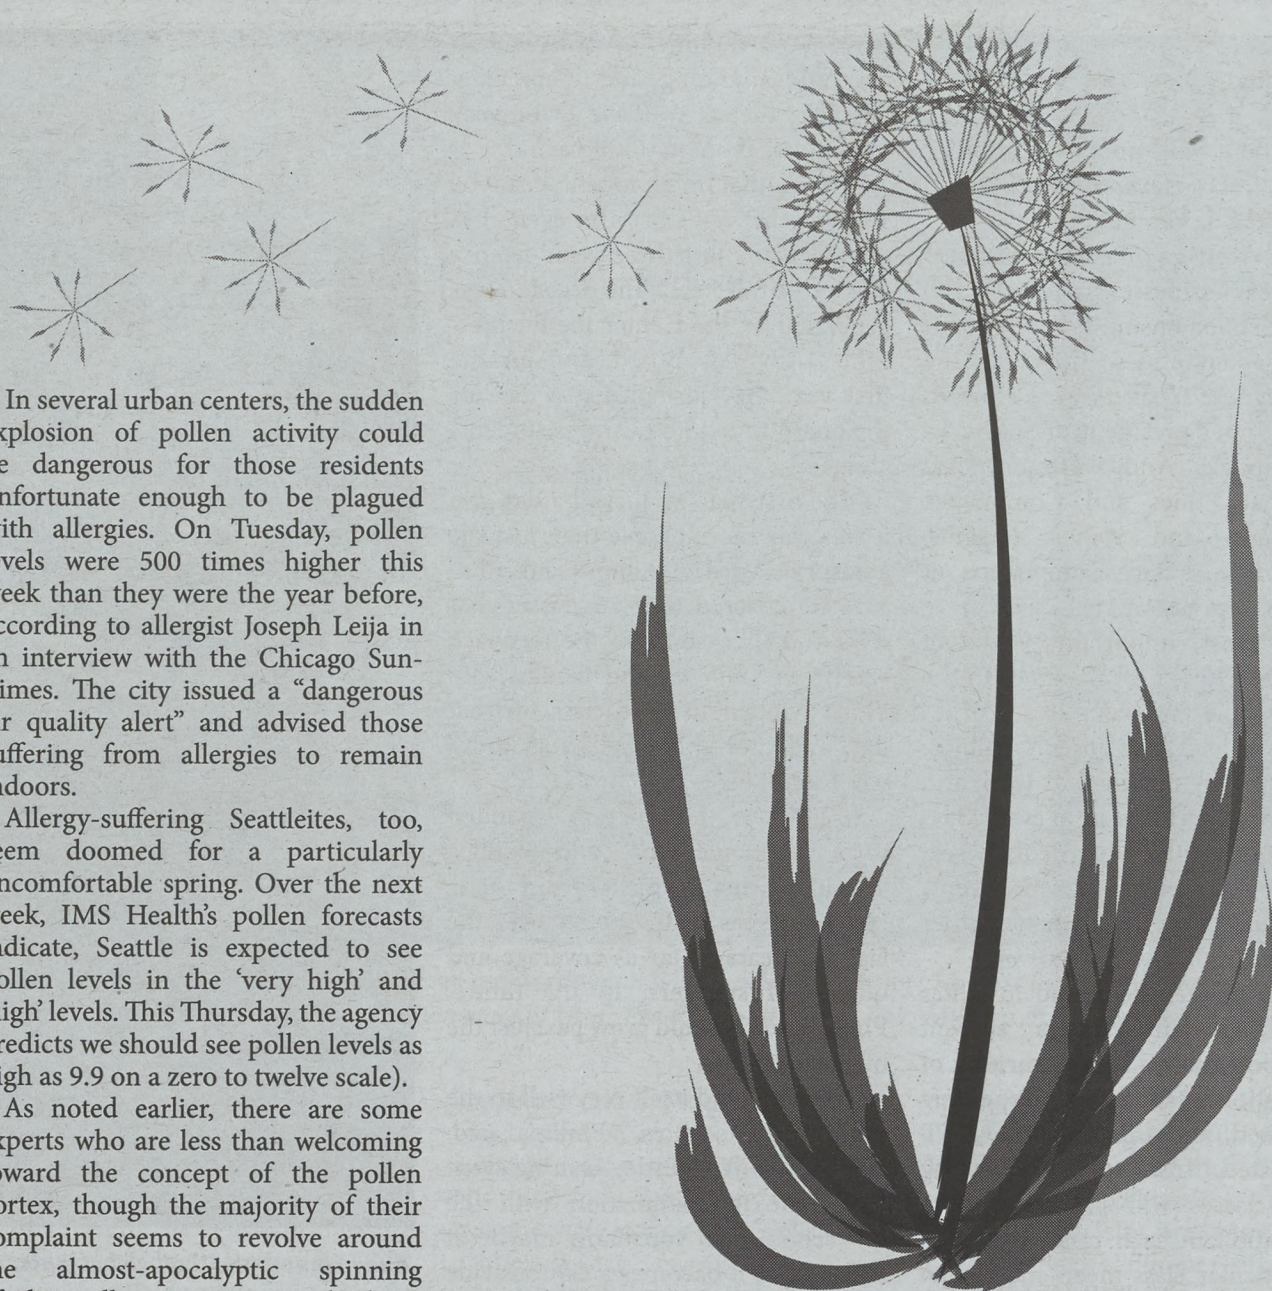 In several urban centers, the sudden
xplosion of pollen activity could
e dangerous for those residents
nfortunate enough to be plagued
ith allergies. On Tuesday, pollen
vels were 500 times higher this
eek than they were the year before,
ccording to allergist Joseph Leija in
n interview with the Chicago Sun-
imes. The city issued a “dangerous
ir quality alert” and advised those
uffering from allergies to remain
ndoors.
Allergy-suffering Seattleites, too,
eem doomed for a particularly
ncomfortable spring. Over the next
eek, IMS Health’s pollen forecasts
ndicate, Seattle is expected to see
ollen levels in the ‘very high’ and
high’ levels. This Thursday, the agency
redicts we should see pollen levels as
igh as 9.9 on a zero to twelve scale).
As noted earlier, there are some
xperts who are less than welcoming
oward the concept of the pollen
ortex, though the majority of their
omplaint seems to revolve around
he almost-apocalyptic spinning